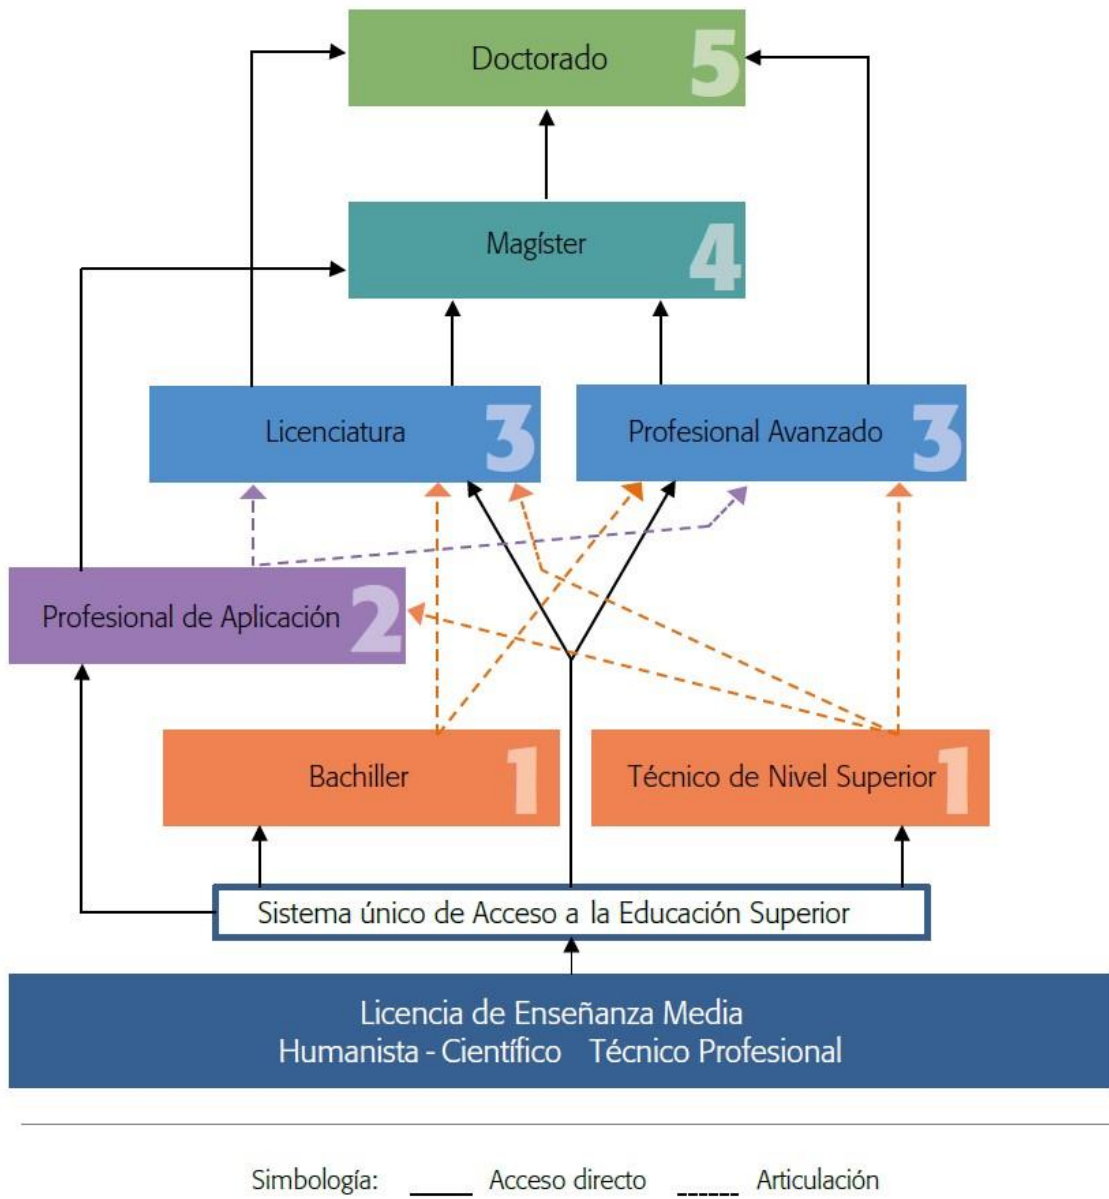 Doctorado 5
Magíster 4
Licenciatura 3
Profesional Avanzado 3
Profesional de Aplicación 2
Bachiller 1
Técnico de Nivel Superior 1
Sistema único de Acceso a la Educación Superior
Licencia de Enseñanza Media
Humanista - Científico Técnico Profesional
Simbología: Acceso directo Articulación